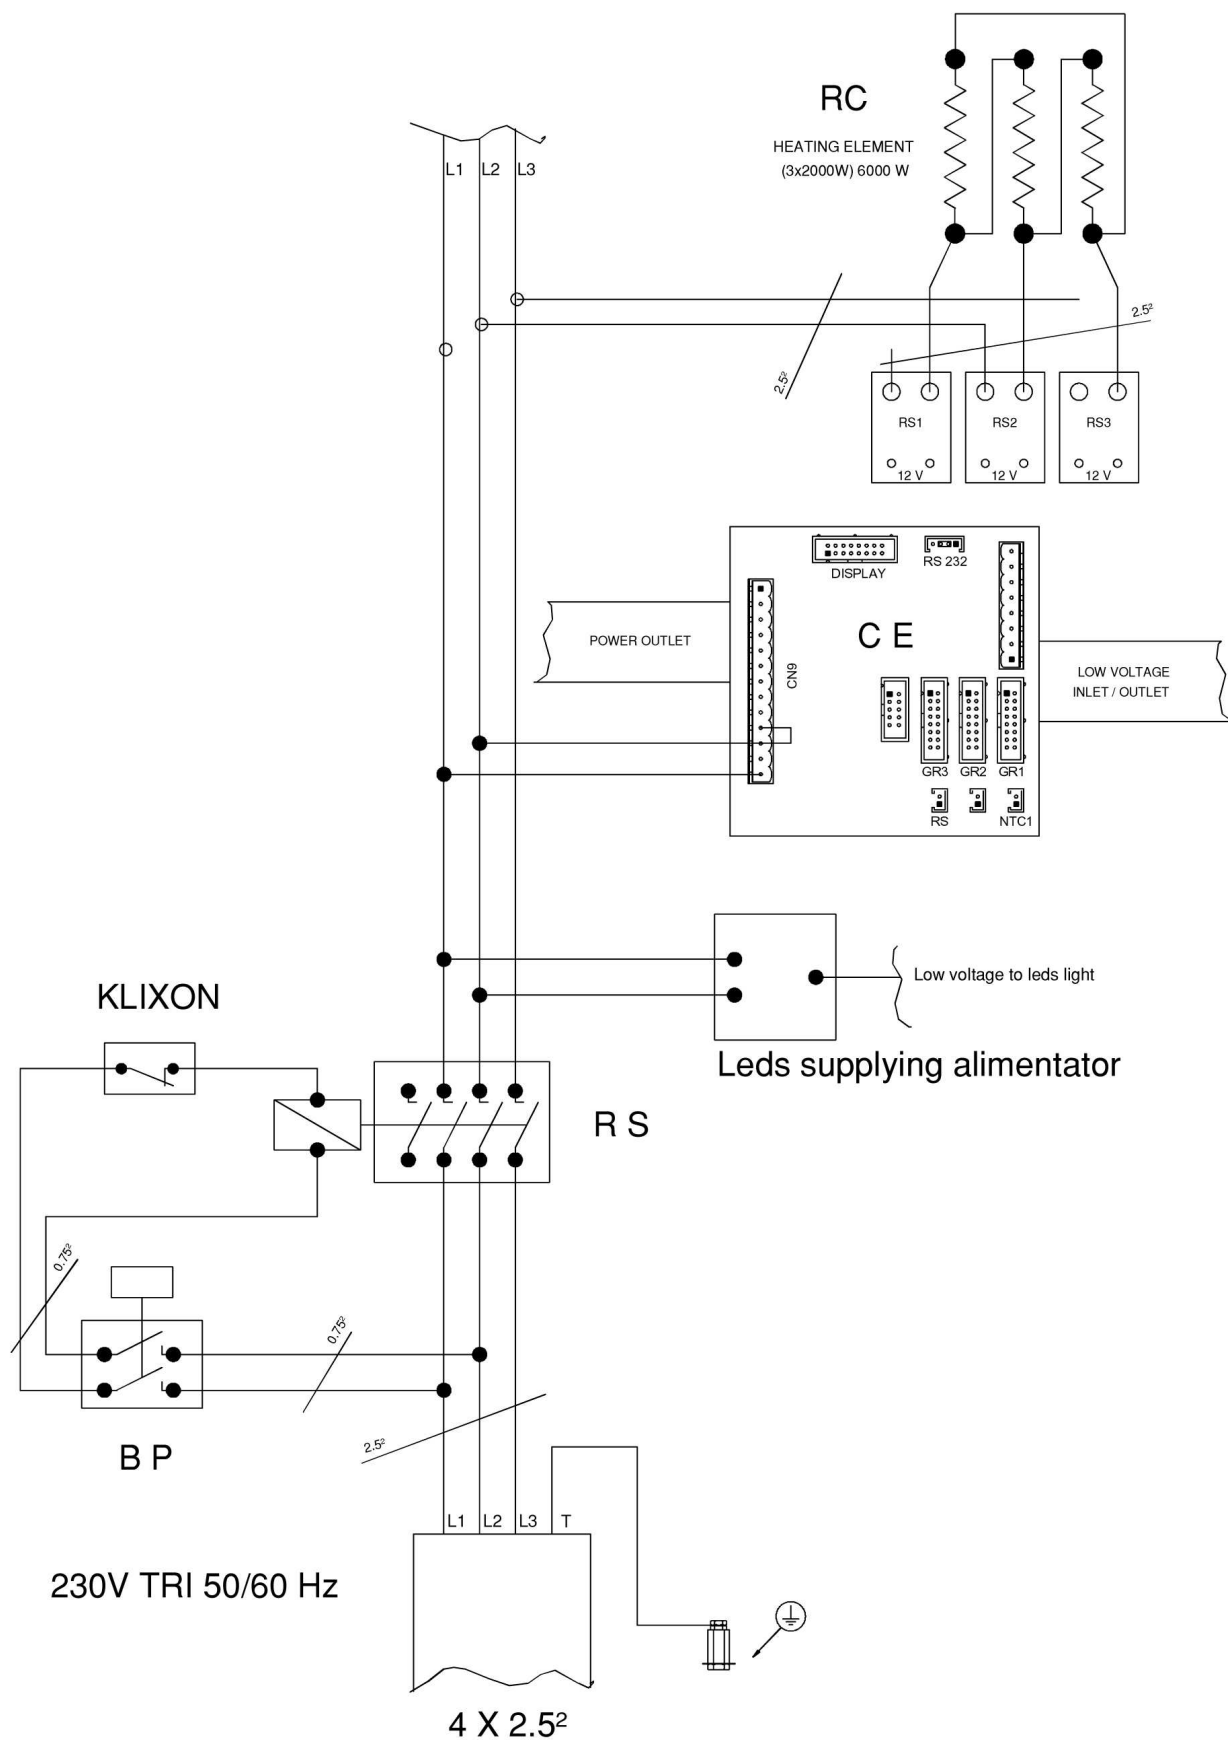 RC
HEATING ELEMENT
(3x2000W) 6000 W
L1 L2 L3
2.5²
2.5²
RS1 RS2 RS3
12 V 12 V 12 V
DISPLAY
RS 232
C E
POWER OUTLET
CN9
LOW VOLTAGE
INLET / OUTLET
GR3 GR2 GR1
RS NTC1
Low voltage to leds light
KLIXON
Leds supplying alimentator
R S
0.75²
0.75²
B P
2.5²
L1 L2 L3 T
230V TRI 50/60 Hz
4 X 2.5²